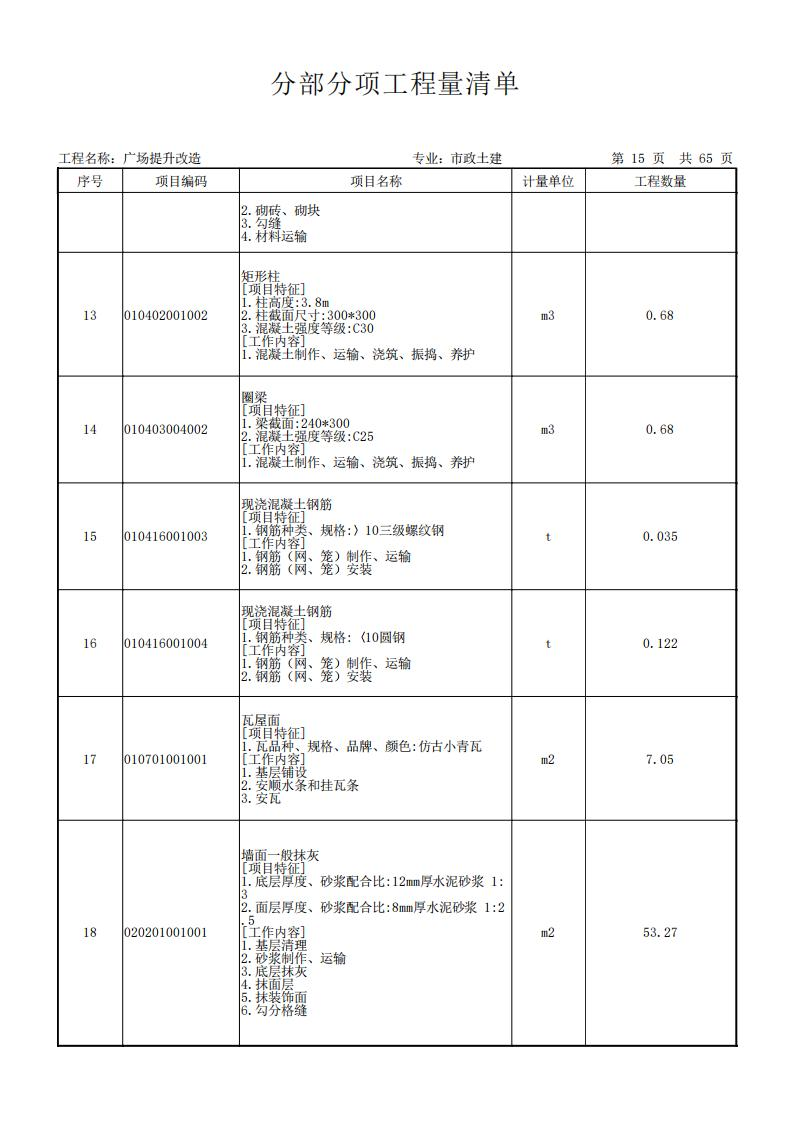 分部分项工程量清单
工程名称: 广场提升改造 专业: 市政土建 第 15 页 共 65 页
序号 项目编码 项目名称 计量单位 工程数量
2.砌砖、砌块
3.勾缝
4.材料运输
矩形柱
[项目特征]
1.柱高度:3.8m
2.柱截面尺寸:300*300
13 010402001002 m3 0.68
3.混凝土强度等级:C30
[工作内容]
1.混凝土制作、运输、浇筑、振捣、养护
圈梁
[项目特征]
1.梁截面:240*300
14 010403004002 m3 0.68
2.混凝土强度等级:C25
[工作内容]
1.混凝土制作、运输、浇筑、振捣、养护
现浇混凝土钢筋
[项目特征]
1.钢筋种类、规格:〉10三级螺纹钢
15 010416001003 t 0.035
[工作内容]
1.钢筋（网、笼）制作、运输
2.钢筋（网、笼）安装
现浇混凝土钢筋
[项目特征]
1.钢筋种类、规格:〈10圆钢
16 010416001004 t 0.122
[工作内容]
1.钢筋（网、笼）制作、运输
2.钢筋（网、笼）安装
瓦屋面
[项目特征]
1.瓦品种、规格、品牌、颜色:仿古小青瓦
17 010701001001 m2 7.05
[工作内容]
1.基层铺设
2.安顺水条和挂瓦条
3.安瓦
墙面一般抹灰
[项目特征]
1.底层厚度、砂浆配合比:12mm厚水泥砂浆 1:
3
2.面层厚度、砂浆配合比:8mm厚水泥砂浆 1:2
.5
18 020201001001 m2 53.27
[工作内容]
1.基层清理
2.砂浆制作、运输
3.底层抹灰
4.抹面层
5.抹装饰面
6.勾分格缝